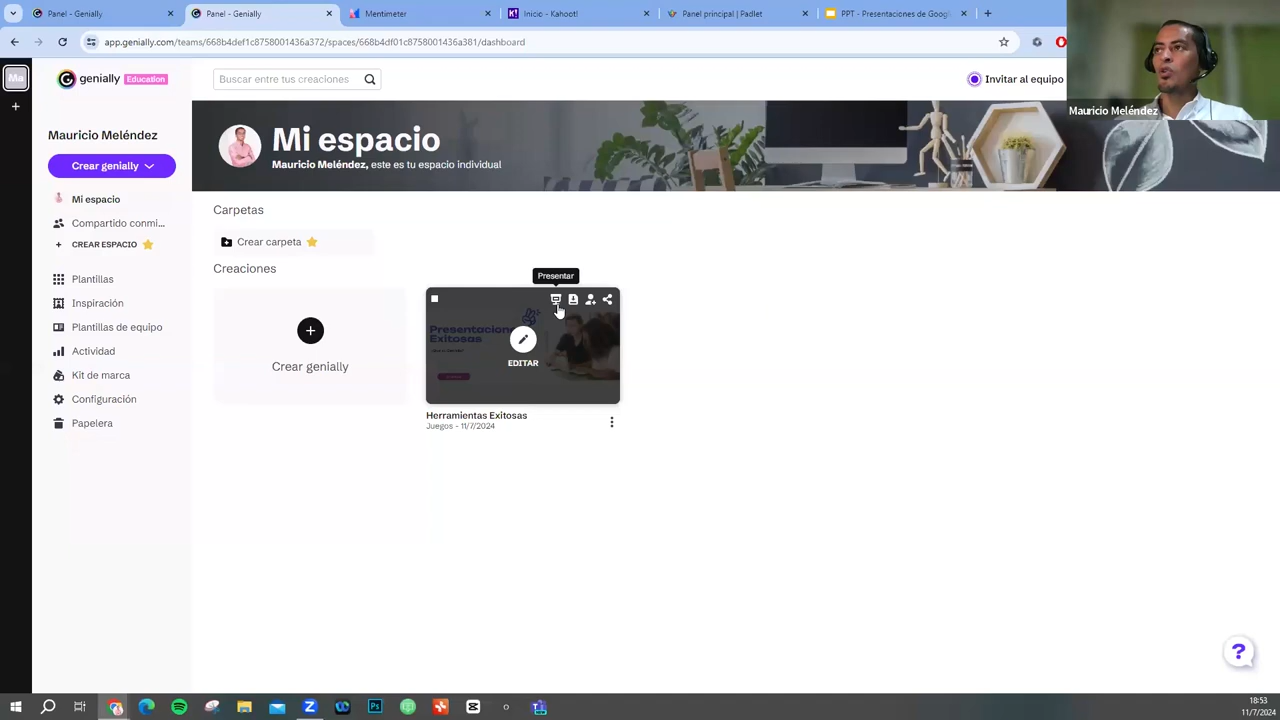 Panel - Genially
Panel - Genially
Mentimeter
Inicio - Kahoot!
Panel principal | Padlet
PPT - Presentaciones de Googl
app.genially.com/teams/668b4def1c8758001436a372/spaces/668b4df01c8758001436a381/dashboard
Ma
genially Education
Buscar entre tus creaciones
Invitar al equipo
Mauricio Meléndez
Mauricio Meléndez
Crear genially
Mi espacio
Compartido conmi...
CREAR ESPACIO
Plantillas
Inspiración
Plantillas de equipo
Actividad
Kit de marca
Configuración
Papelera
Mi espacio
Mauricio Meléndez, este es tu espacio individual
Carpetas
Crear carpeta
Creaciones
Crear genially
Presentar
Presentacione
Exitosas
EDITAR
Herramientas Exitosas
Juegos - 11/7/2024
?
18:53
11/7/2024